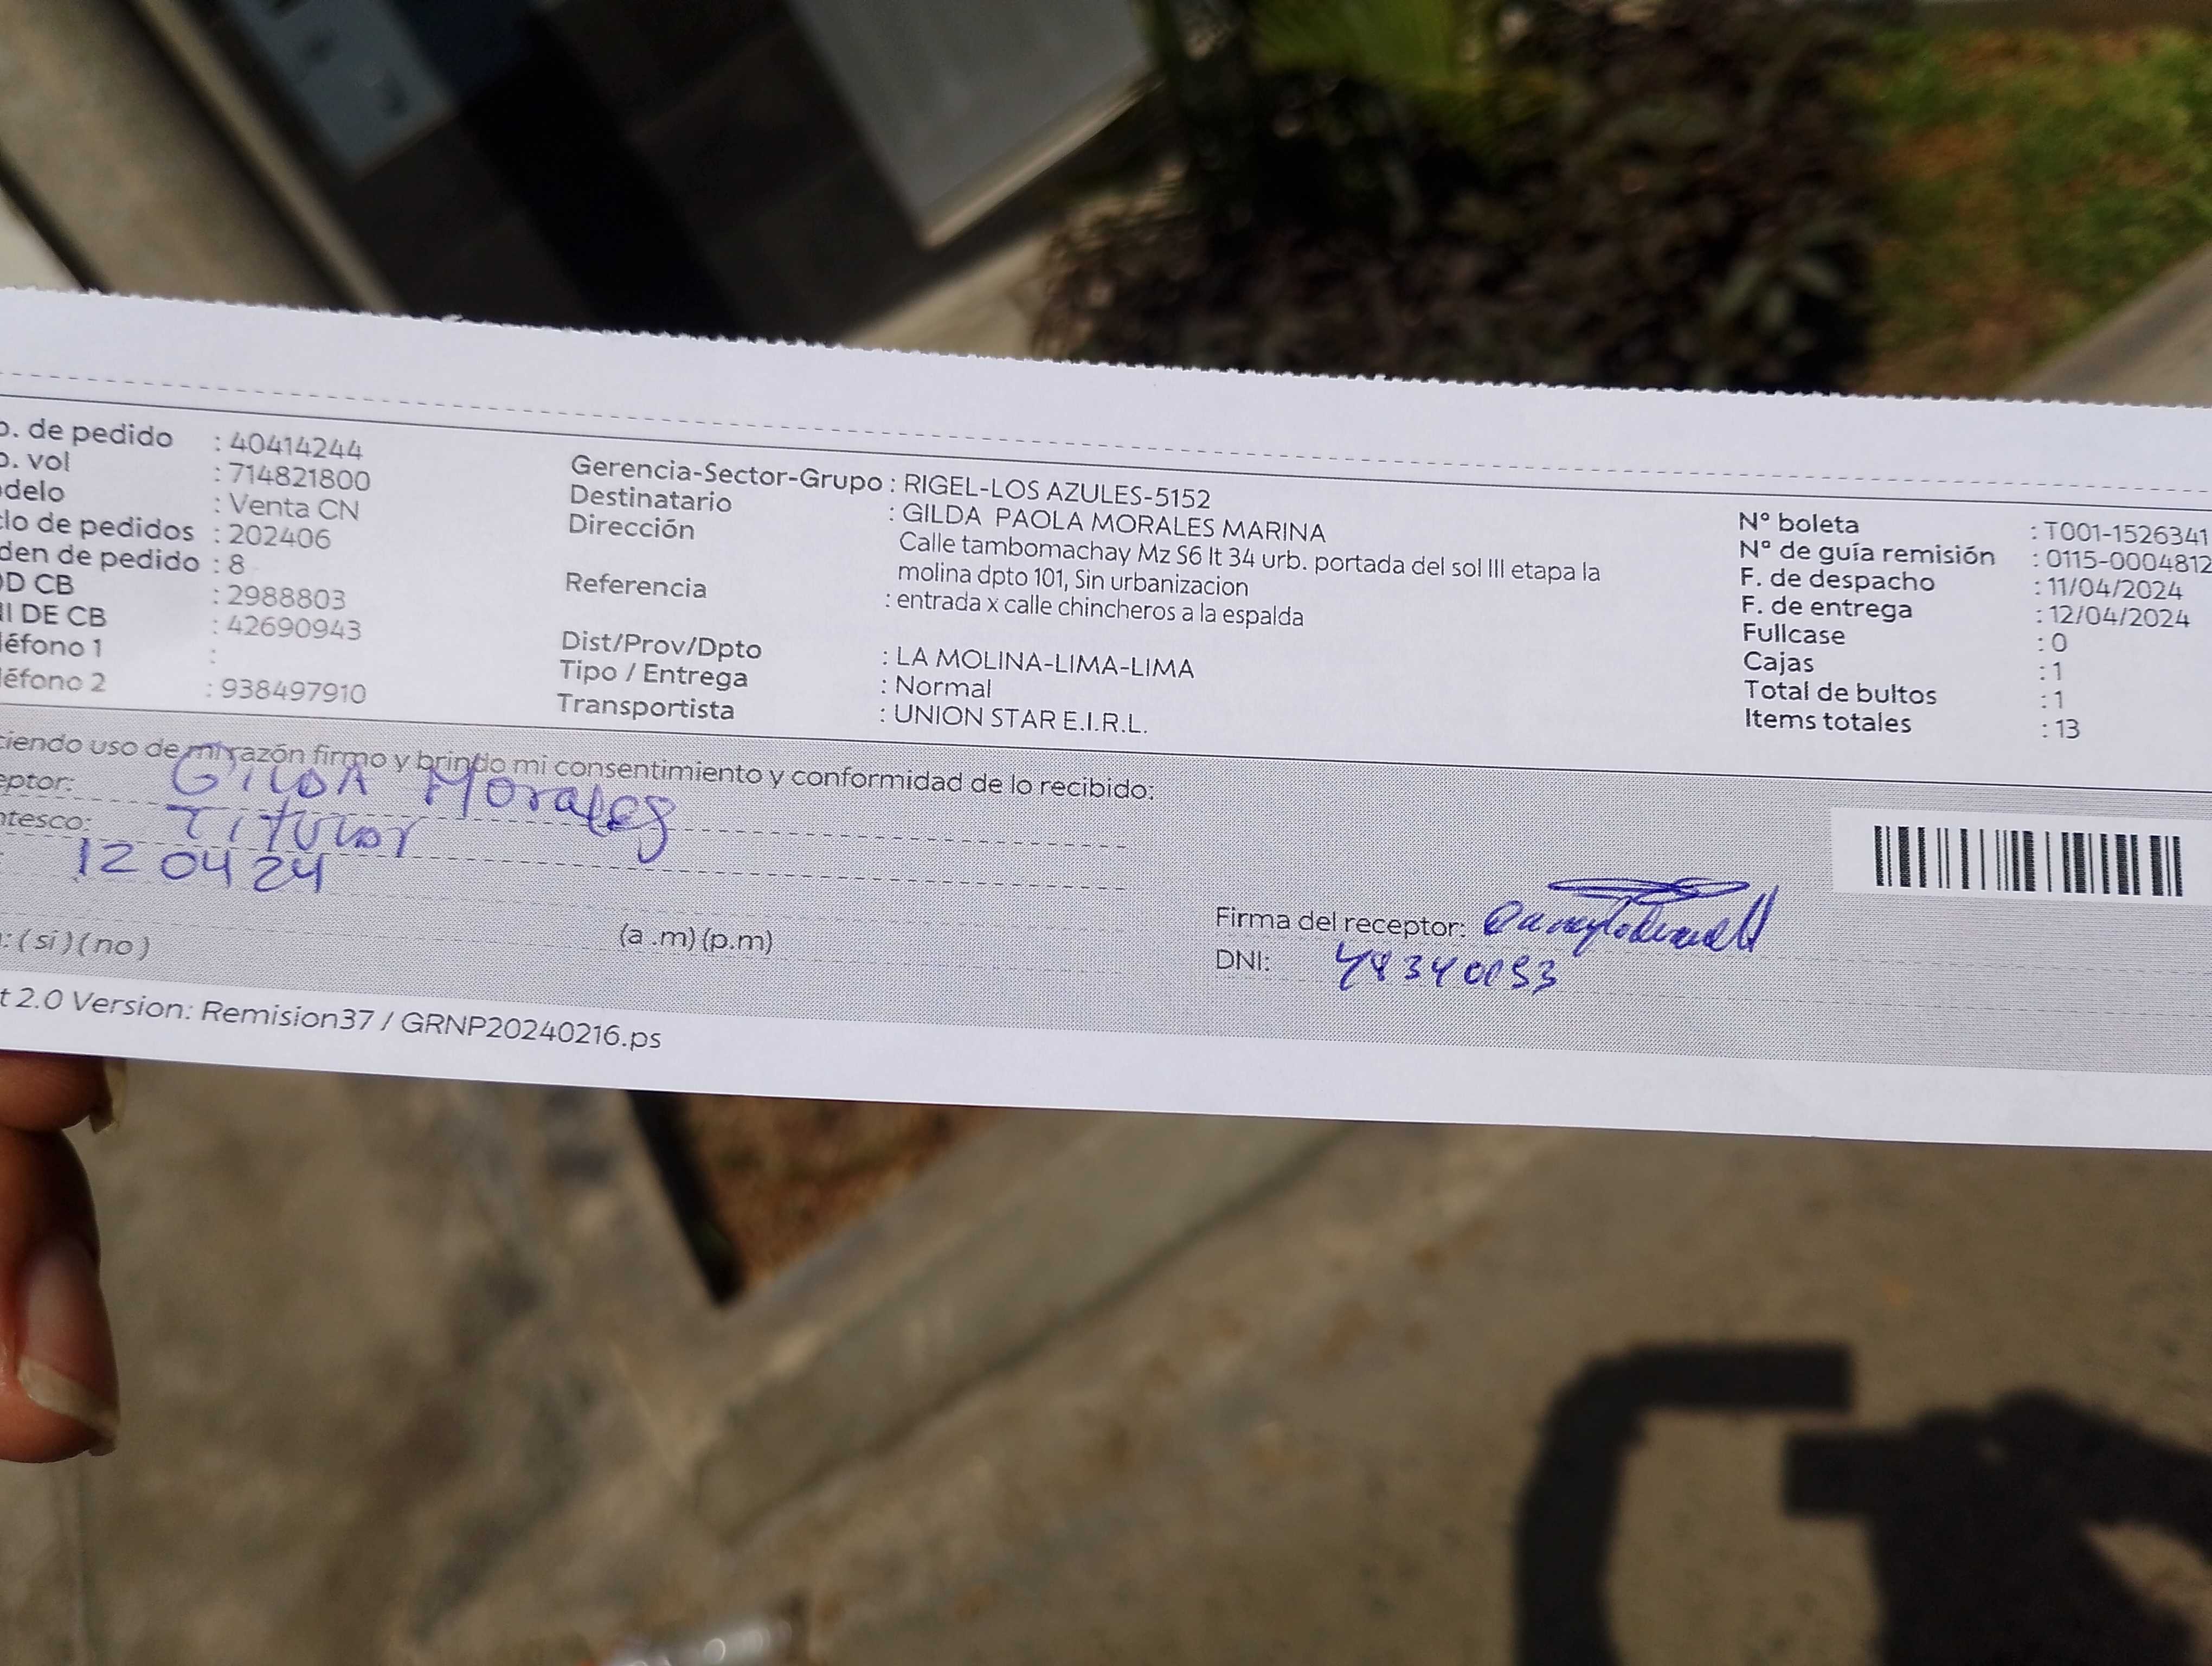 o. de pedido : 40414244
o. vol : 714821800
delo : Venta CN
clo de pedidos : 202406
den de pedido : 8
OD CB : 2988803
NI DE CB : 42690943
léfono 1 :
léfono 2 : 938497910
Gerencia-Sector-Grupo : RIGEL-LOS AZULES-5152
Destinatario : GILDA PAOLA MORALES MARINA
Dirección Calle tambomachay Mz S6 lt 34 urb. portada del sol III etapa la
molina dpto 101, Sin urbanizacion
Referencia : entrada x calle chincheros a la espalda
Dist/Prov/Dpto : LA MOLINA-LIMA-LIMA
Tipo / Entrega : Normal
Transportista : UNION STAR E.I.R.L.
N° boleta : T001-1526341
N° de guía remisión : 0115-0004812
F. de despacho : 11/04/2024
F. de entrega : 12/04/2024
Fullcase : 0
Cajas : 1
Total de bultos : 1
Items totales : 13
ciendo uso de mi razón firmo y brindo mi consentimiento y conformidad de lo recibido:
eptor: Gilda Morales
ntesco: Titular
12 04 24
: ( si ) ( no ) (a .m) (p.m)
Firma del receptor:
DNI:
t 2.0 Version: Remision37 / GRNP20240216.ps